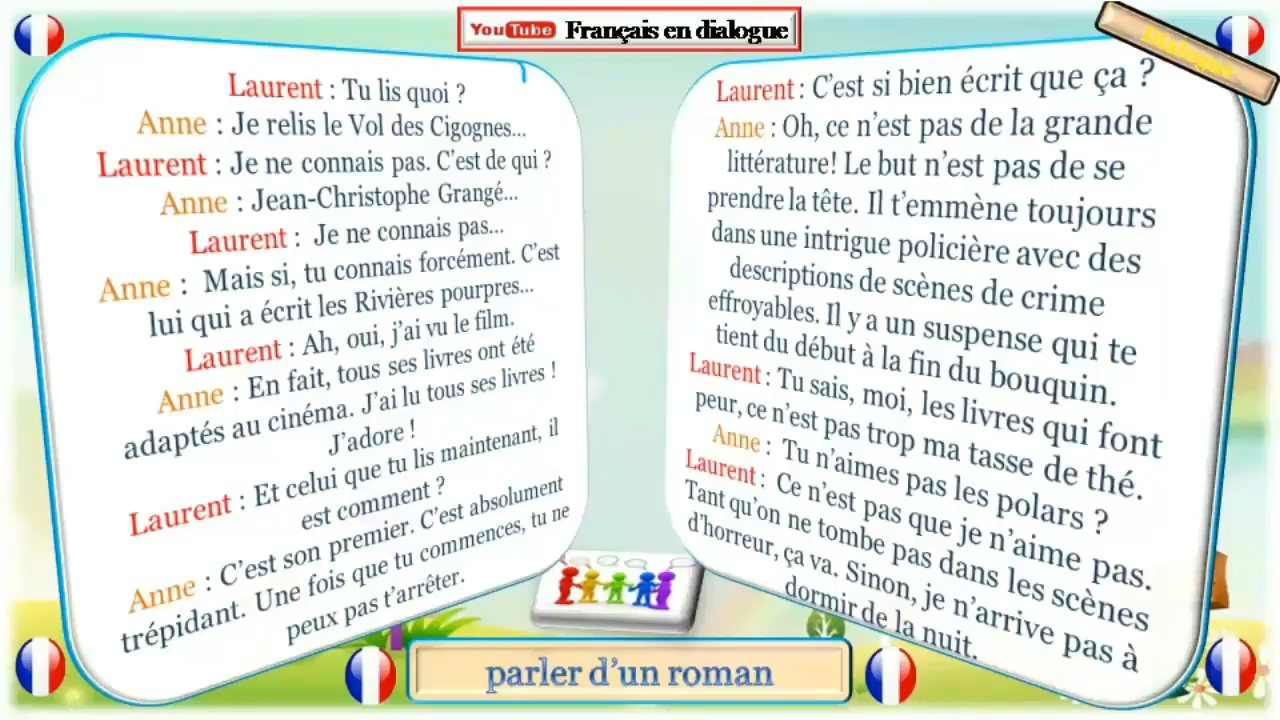 YouTube Français en dialogue
Dialogue
Laurent : Tu lis quoi ?
Anne : Je relis le Vol des Cigognes...
Laurent : Je ne connais pas. C'est de qui ?
Anne : Jean-Christophe Grangé...
Laurent : Je ne connais pas...
Anne : Mais si, tu connais forcément. C'est
lui qui a écrit les Rivières pourpres...
Laurent : Ah, oui, j'ai vu le film.
Anne : En fait, tous ses livres ont été
adaptés au cinéma. J'ai lu tous ses livres !
J'adore !
Laurent : Et celui que tu lis maintenant, il
est comment ?
Anne : C'est son premier. C'est absolument
trépidant. Une fois que tu commences, tu ne
peux pas t'arrêter.
Laurent : C'est si bien écrit que ça ?
Anne : Oh, ce n'est pas de la grande
littérature! Le but n'est pas de se
prendre la tête. Il t'emmène toujours
dans une intrigue policière avec des
descriptions de scènes de crime
effroyables. Il y a un suspense qui te
tient du début à la fin du bouquin.
Laurent : Tu sais, moi, les livres qui font
peur, ce n'est pas trop ma tasse de thé.
Anne : Tu n'aimes pas les polars ?
Laurent : Ce n'est pas que je n'aime pas.
Tant qu'on ne tombe pas dans les scènes
d'horreur, ça va. Sinon, je n'arrive pas à
dormir de la nuit.
parler d'un roman